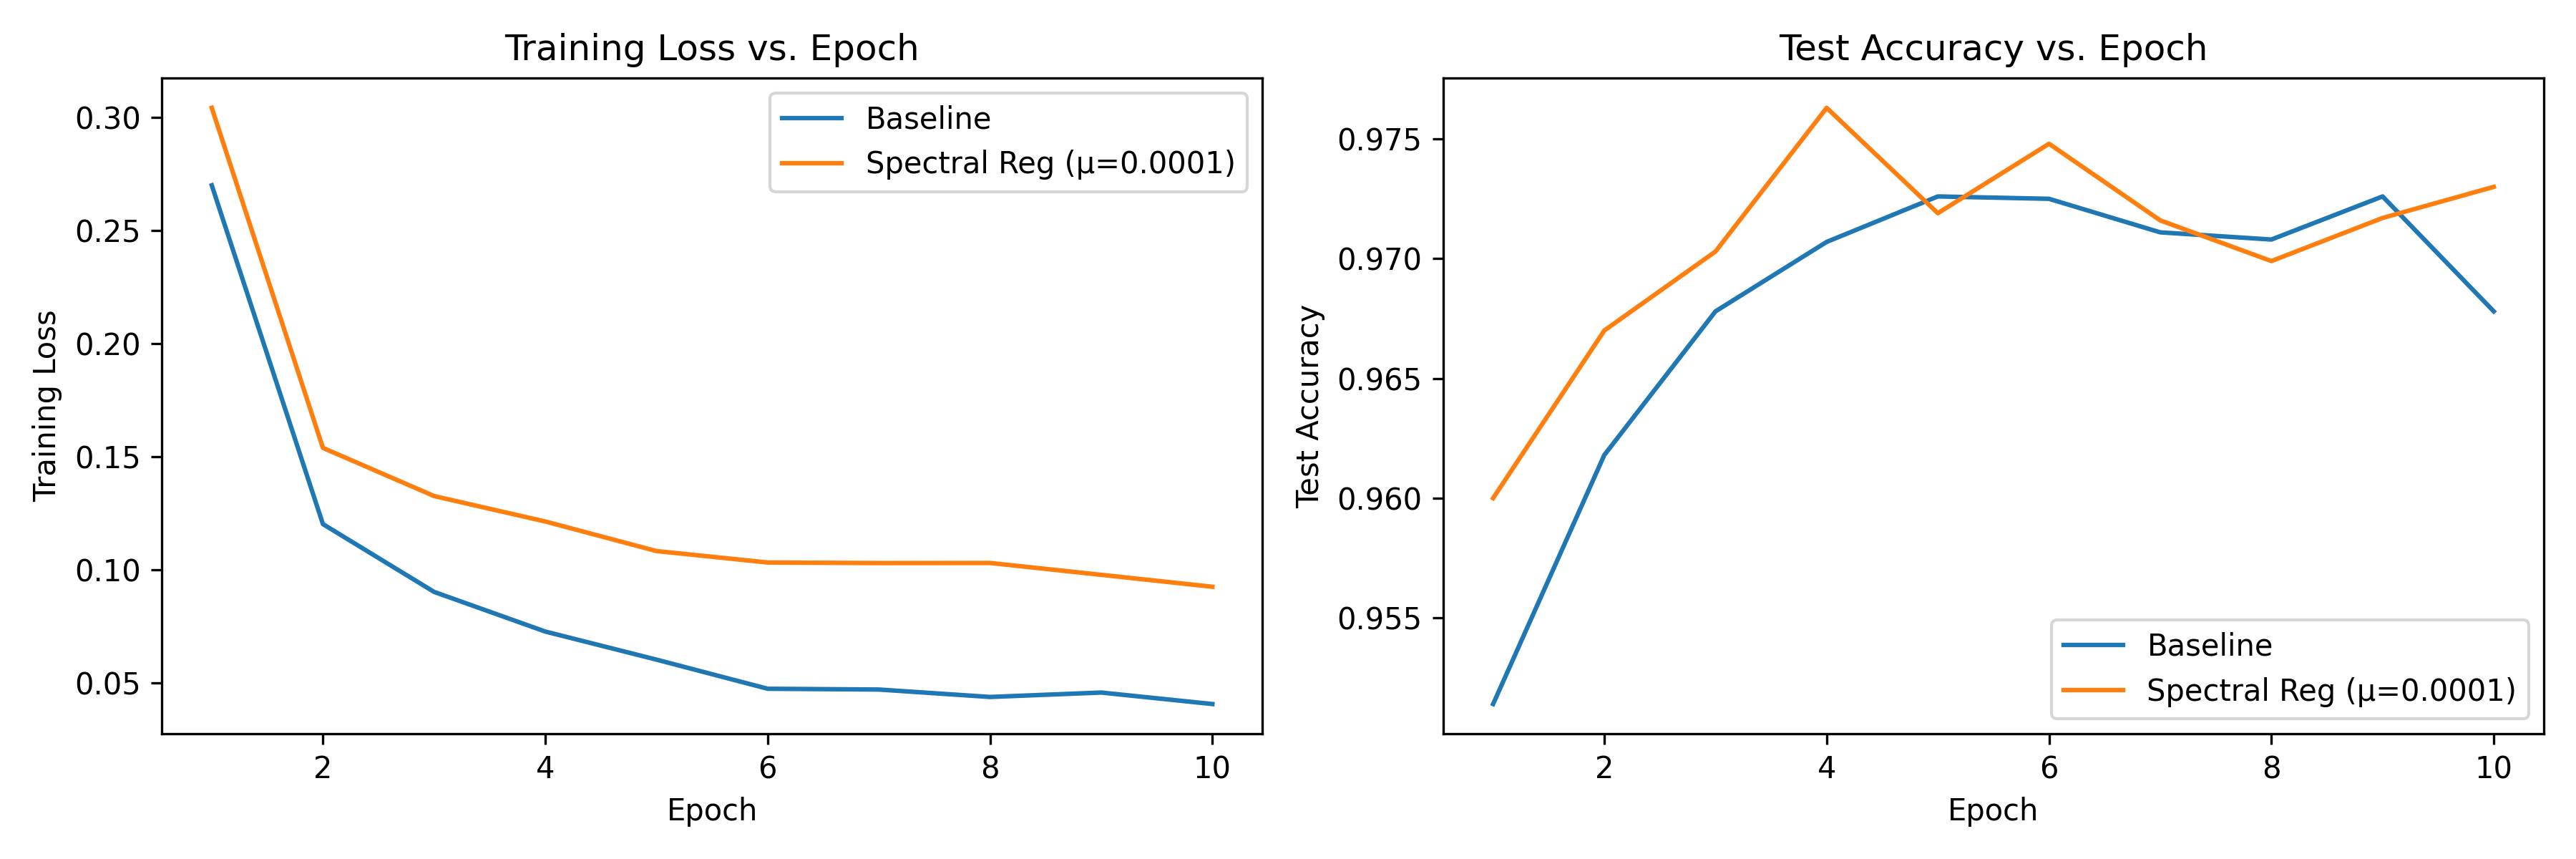 Training Loss vs. Epoch
Training Loss
0.30
0.25
0.20
0.15
0.10
0.05
2 4 6 8 10
Epoch
Baseline
Spectral Reg (μ=0.0001)
Test Accuracy vs. Epoch
Test Accuracy
0.975
0.970
0.965
0.960
0.955
2 4 6 8 10
Epoch
Baseline
Spectral Reg (μ=0.0001)